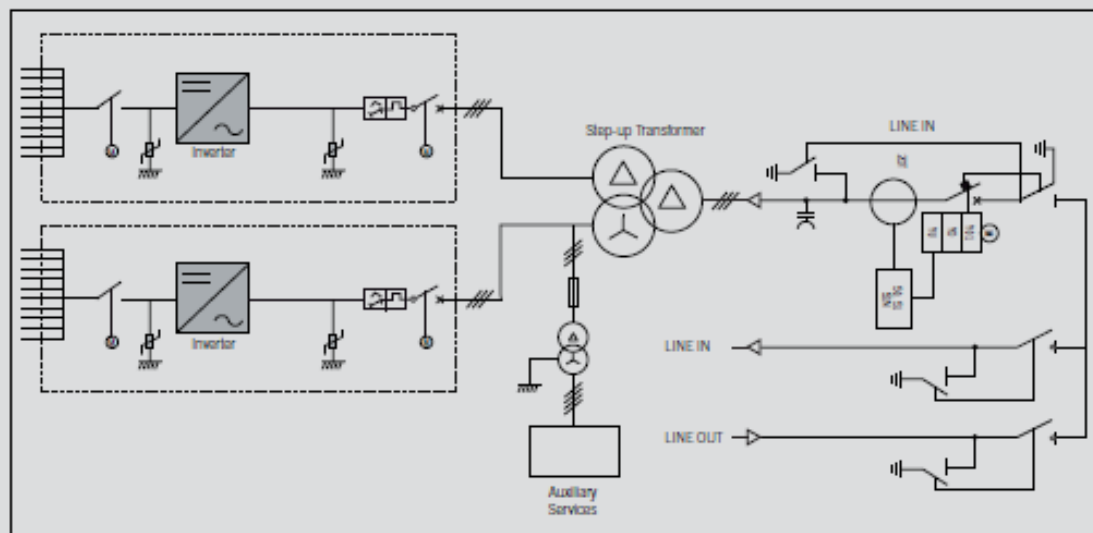 Inverter
Step-up Transformer
LINE IN
Inverter
LINE IN
LINE OUT
Auxiliary
Services